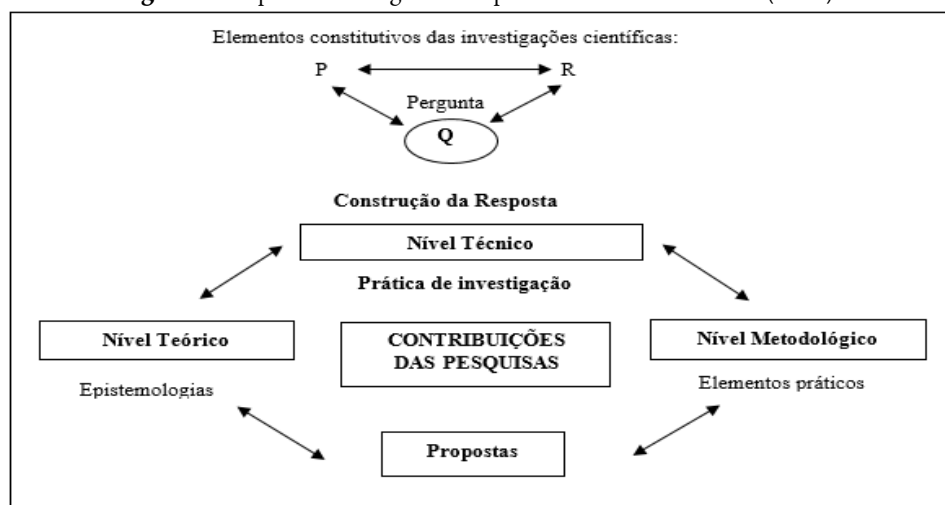 Elementos constitutivos das investigações científicas:
P R
Pergunta
Q
Construção da Resposta
Nível Técnico
Prática de investigação
Nível Teórico
CONTRIBUIÇÕES
DAS PESQUISAS
Nível Metodológico
Epistemologias
Elementos práticos
Propostas